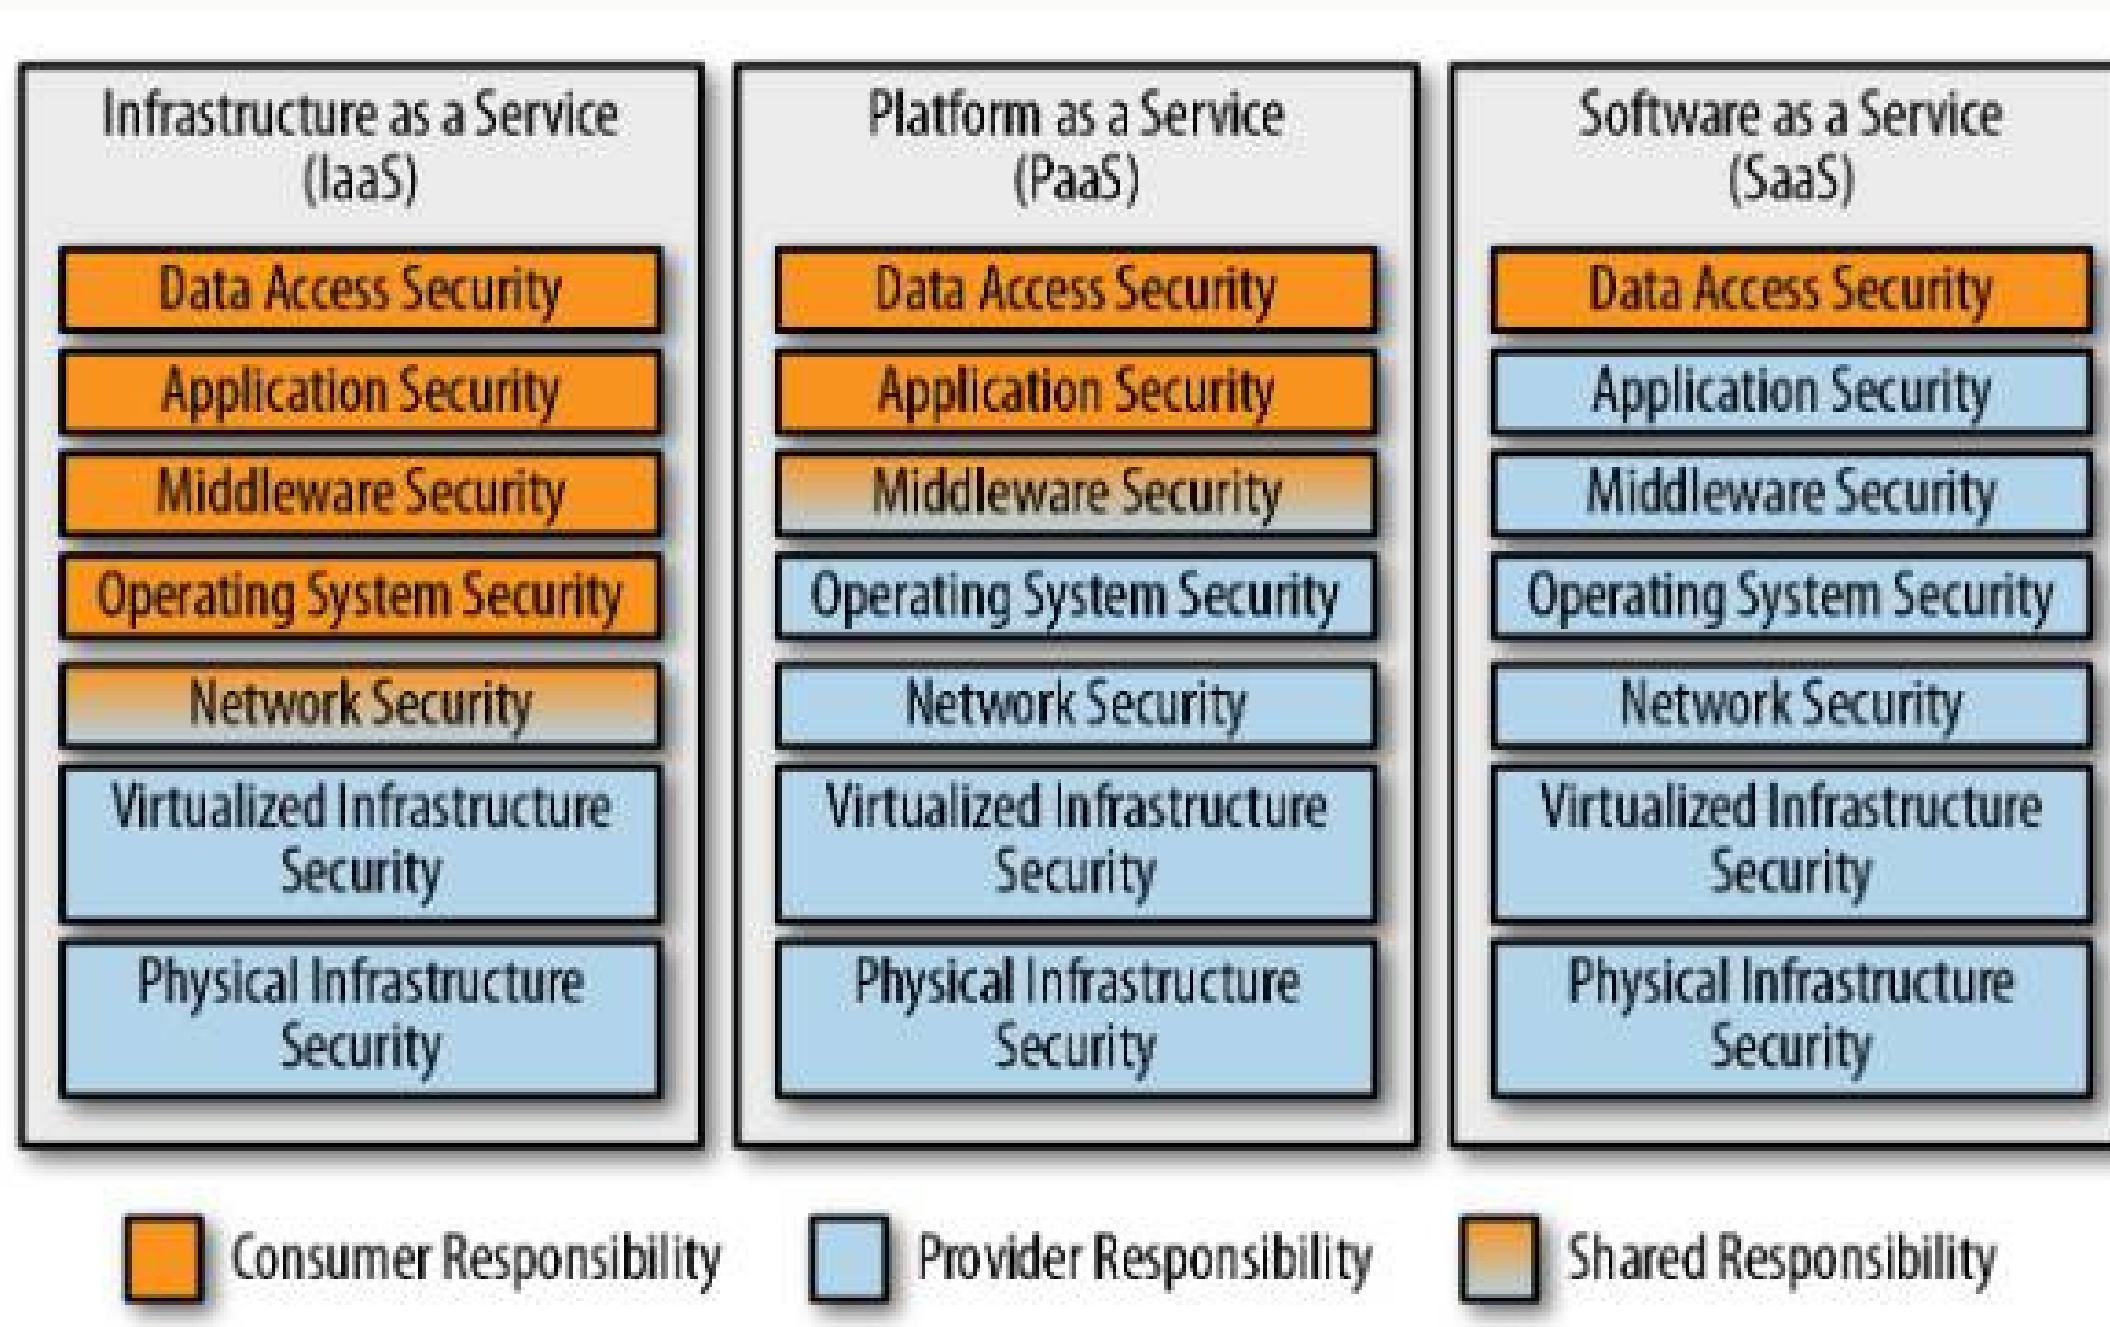 Infrastructure as a Service
(IaaS)
Data Access Security
Application Security
Middleware Security
Operating System Security
Network Security
Virtualized Infrastructure
Security
Physical Infrastructure
Security
Platform as a Service
(PaaS)
Data Access Security
Application Security
Middleware Security
Operating System Security
Network Security
Virtualized Infrastructure
Security
Physical Infrastructure
Security
Software as a Service
(SaaS)
Data Access Security
Application Security
Middleware Security
Operating System Security
Network Security
Virtualized Infrastructure
Security
Physical Infrastructure
Security
Consumer Responsibility
Provider Responsibility
Shared Responsibility